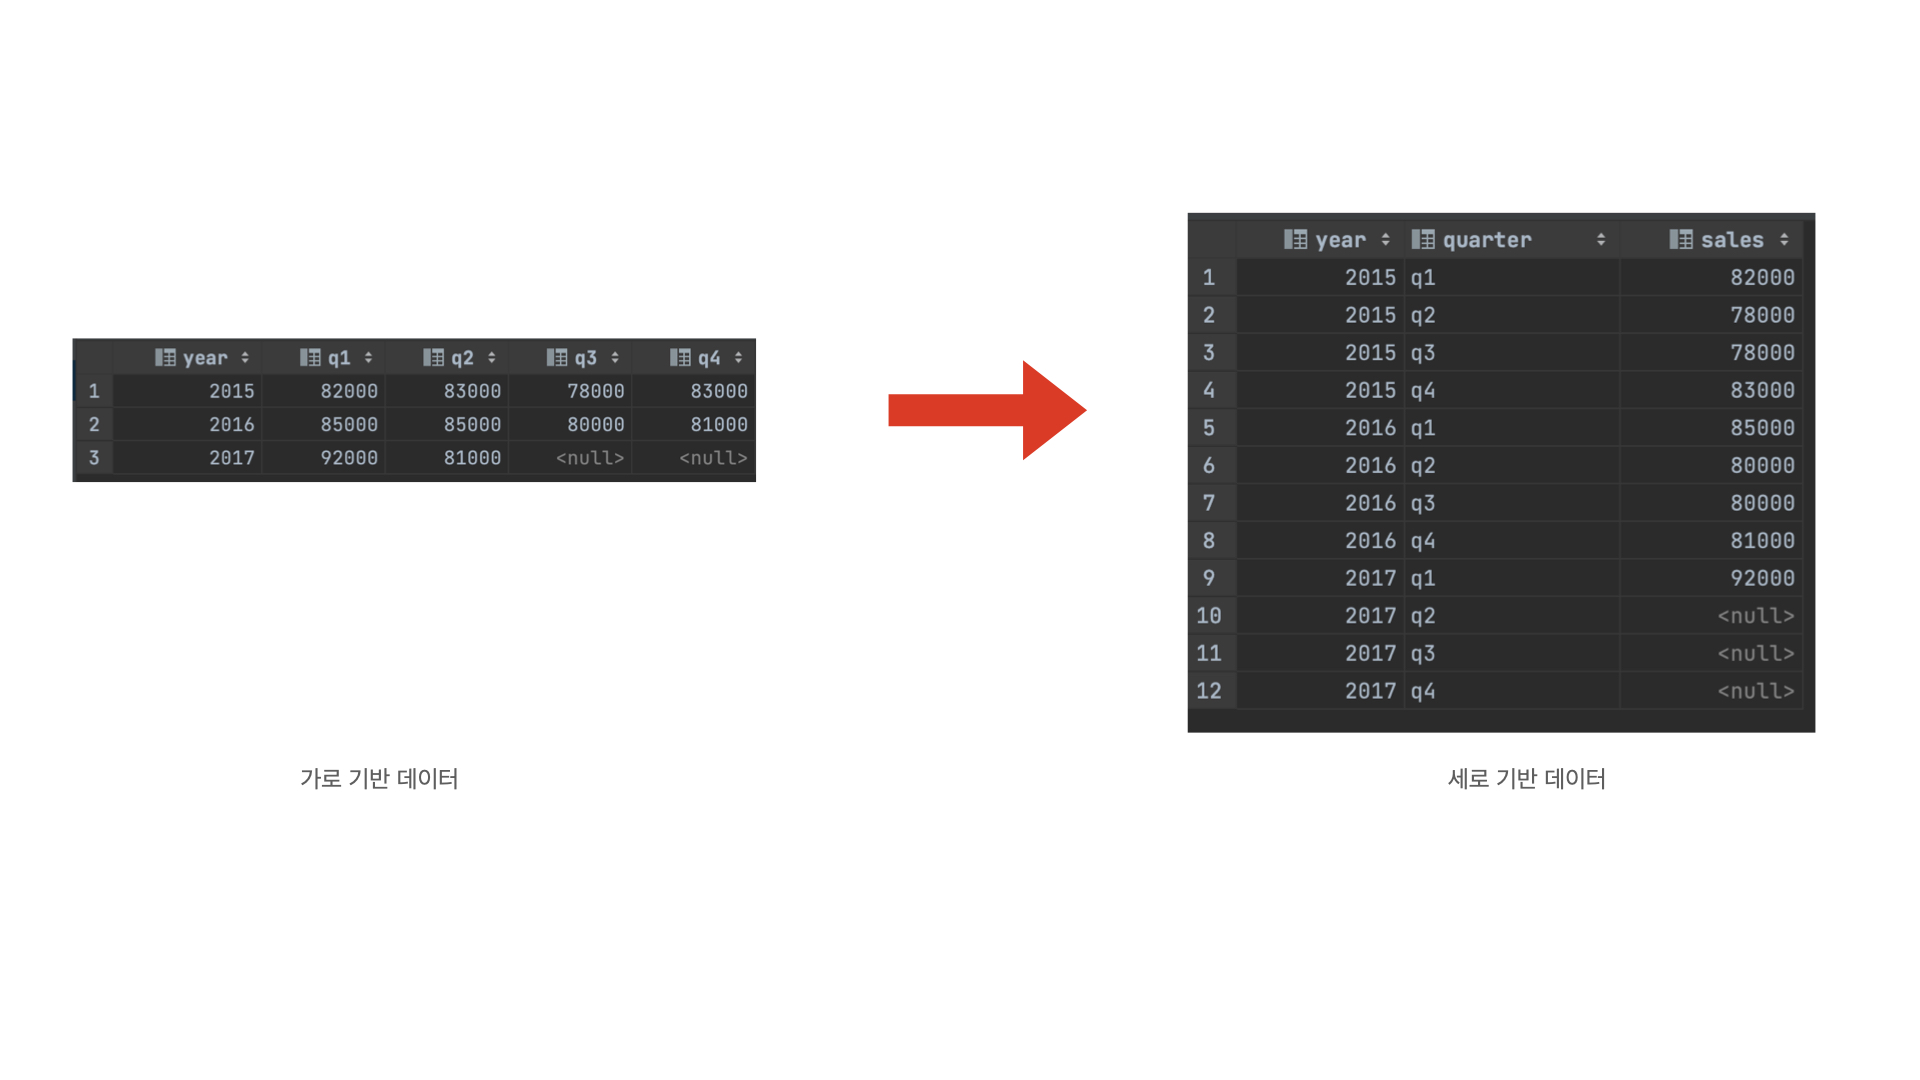 year q1 q2 q3 q4
1 2015 82000 83000 78000 83000
2 2016 85000 85000 80000 81000
3 2017 92000 81000 <null> <null>
가로 기반 데이터
year quarter sales
1 2015 q1 82000
2 2015 q2 78000
3 2015 q3 78000
4 2015 q4 83000
5 2016 q1 85000
6 2016 q2 80000
7 2016 q3 80000
8 2016 q4 81000
9 2017 q1 92000
10 2017 q2 <null>
11 2017 q3 <null>
12 2017 q4 <null>
세로 기반 데이터